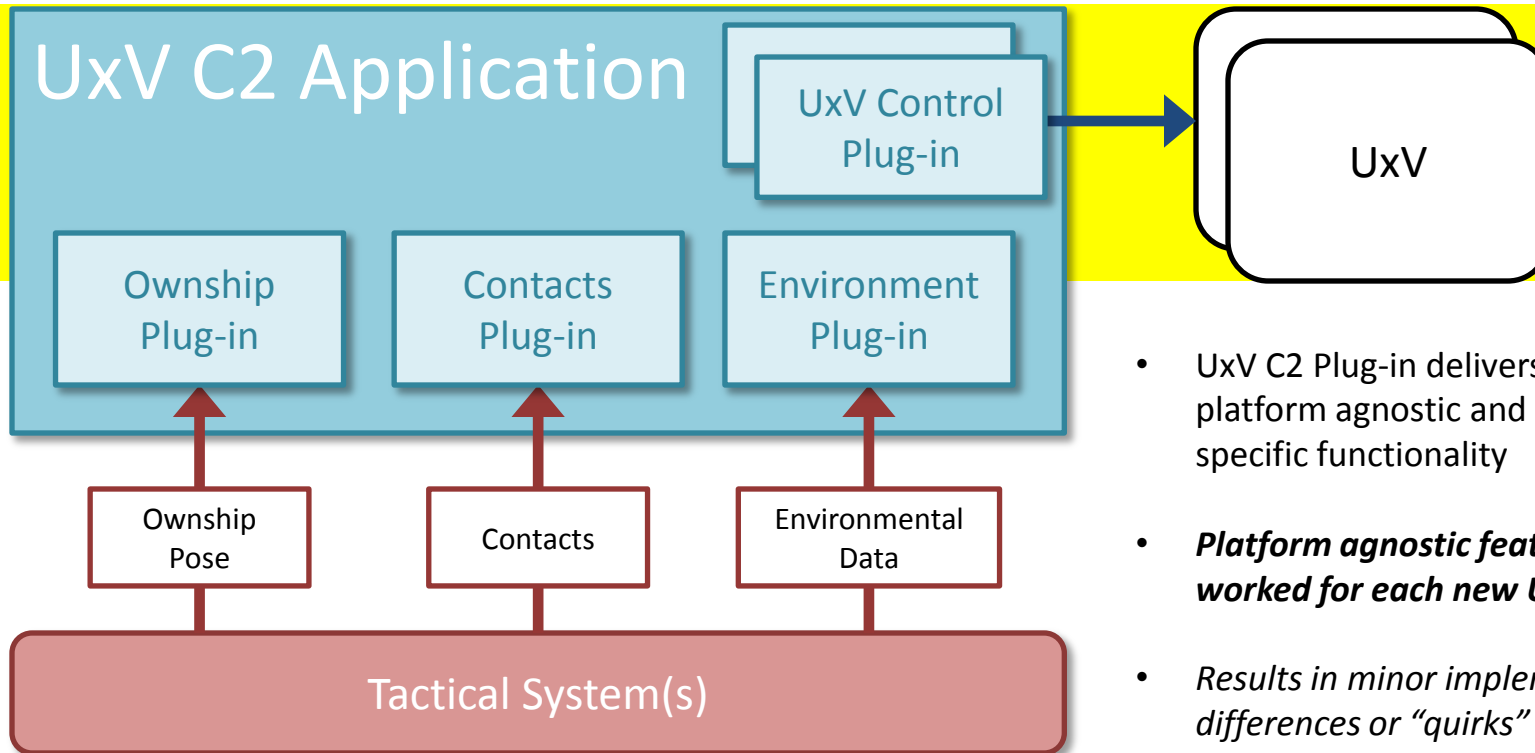 UxV C2 Application
UxV Control
Plug-in
UxV
Ownship
Plug-in
Contacts
Plug-in
Environment
Plug-in
Ownship
Pose
Contacts
Environmental
Data
Tactical System(s)
• UxV C2 Plug-in delivers
platform agnostic and
specific functionality
• Platform agnostic feat
worked for each new U
• Results in minor implem
differences or “quirks”